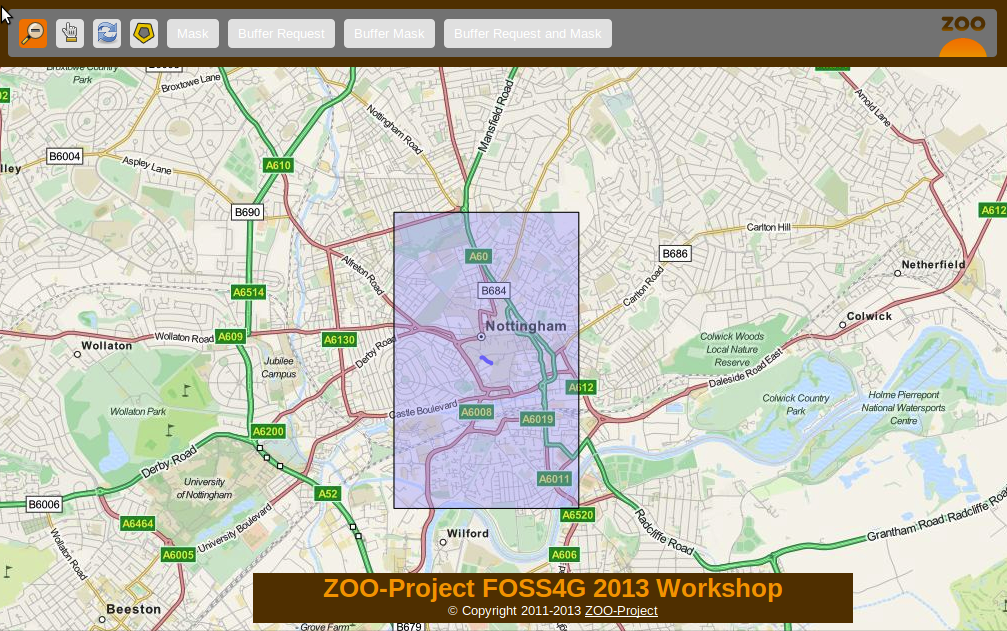 Mask Buffer Request Buffer Mask Buffer Request and Mask
ZOO
Broxtowe Lane
Park
Mansfield Road
Nottingham Road
Arnold Lane
B6004
Aspley Lane
A610
B690
A612
Carlton Hill
A60
B686
Alfreton Road
Netherfield
Carlton Road
A6514
B684
Colwick
Nottingham
Wollaton Road
A609
A6130
Wollaton
Derby Road
Colwick Woods
Local Nature
Reserve
Jubilee
Campus
Daleside Road East
A612
Holme Pierrepont
National Watersports
Centre
Colwick Country
Park
Wollaton Park
Castle Boulevard
A6008
A6019
A6200
Derby Road
University
of Nottingham
A6011
A52
B6006
A6520
Radcliffe Road
Grantham Road
Radcliffe Road
A6464
University Boulevard
Wollaton Road
Wilford
A6005
A606
ZOO-Project FOSS4G 2013 Workshop
© Copyright 2011-2013 ZOO-Project
Beeston
Grove Farm
B679